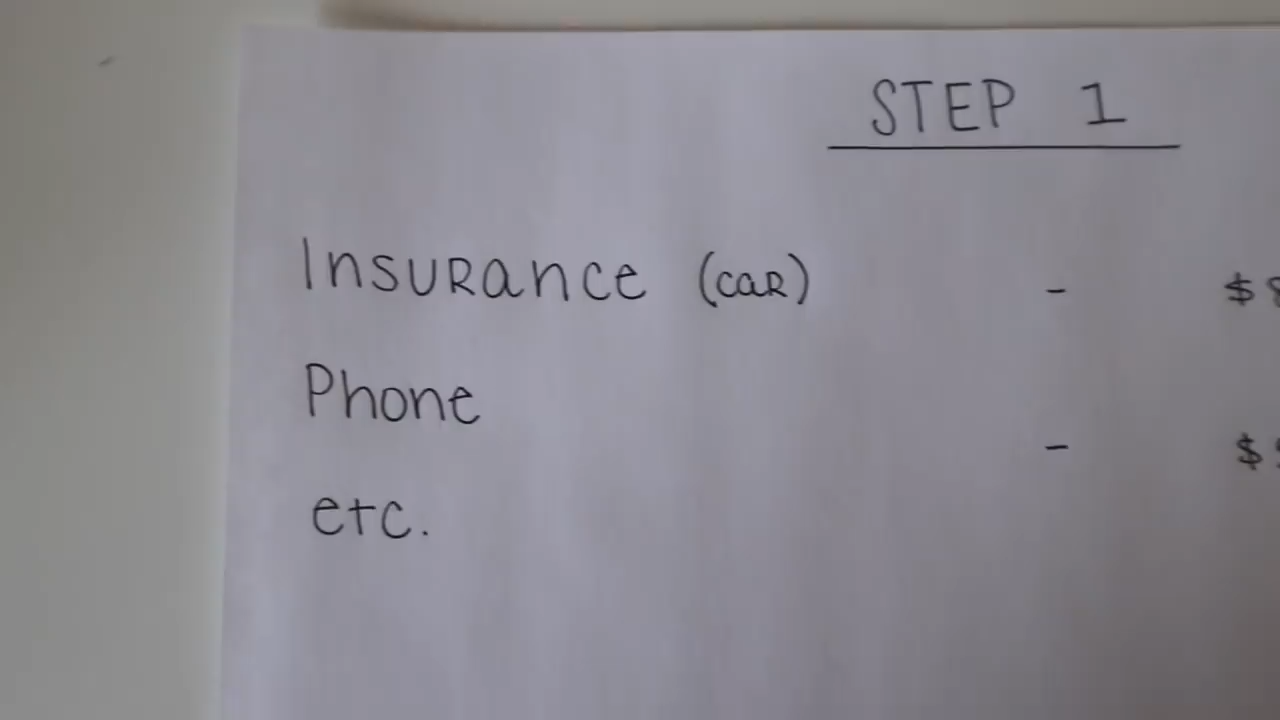 STEP 1
Insurance (car) - $
Phone - $
etc.